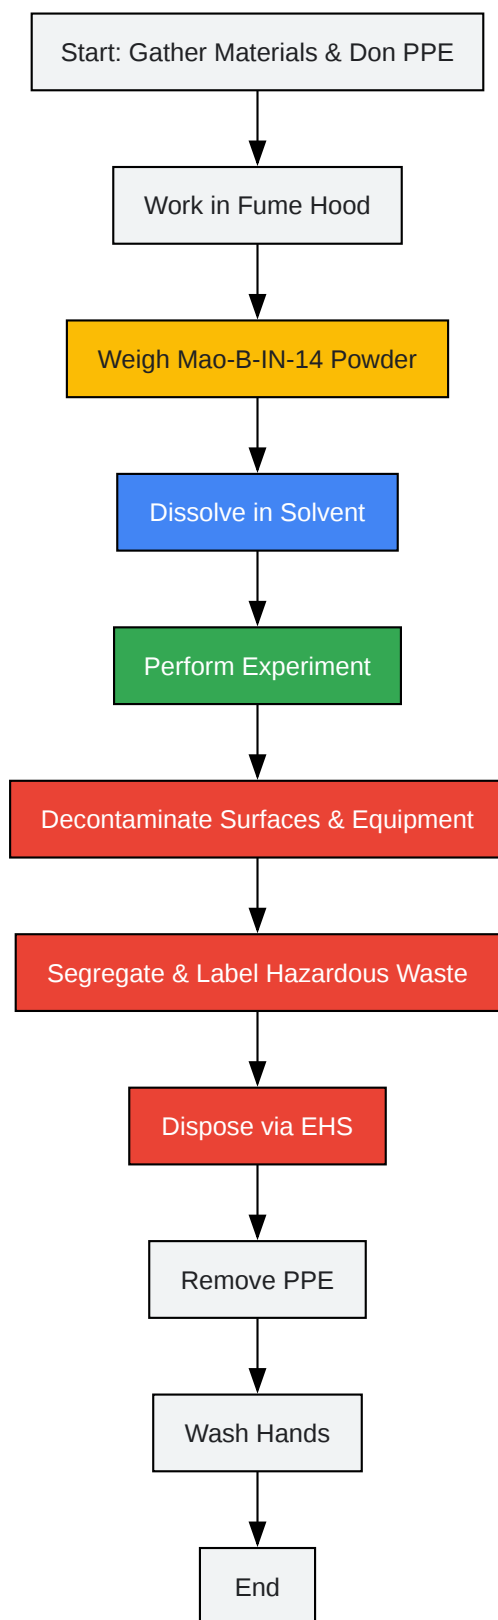 Start: Gather Materials & Don PPE
Work in Fume Hood
Weigh Mao-B-IN-14 Powder
Dissolve in Solvent
Perform Experiment
Decontaminate Surfaces & Equipment
Segregate & Label Hazardous Waste
Dispose via EHS
Remove PPE
Wash Hands
End